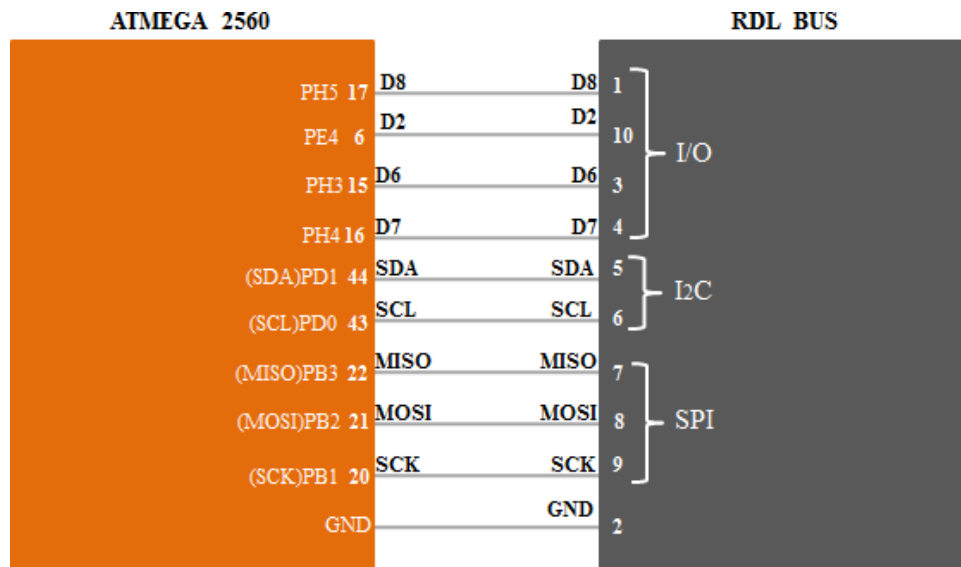 ATMEGA 2560 RDL BUS
PH5 17 D8 D8 1
PE4 6 D2 D2 10
I/O
PH3 15 D6 D6 3
PH4 16 D7 D7 4
(SDA)PD1 44 SDA SDA 5
I2C
(SCL)PD0 43 SCL SCL 6
(MISO)PB3 22 MISO MISO 7
(MOSI)PB2 21 MOSI MOSI 8 SPI
(SCK)PB1 20 SCK SCK 9
GND GND 2